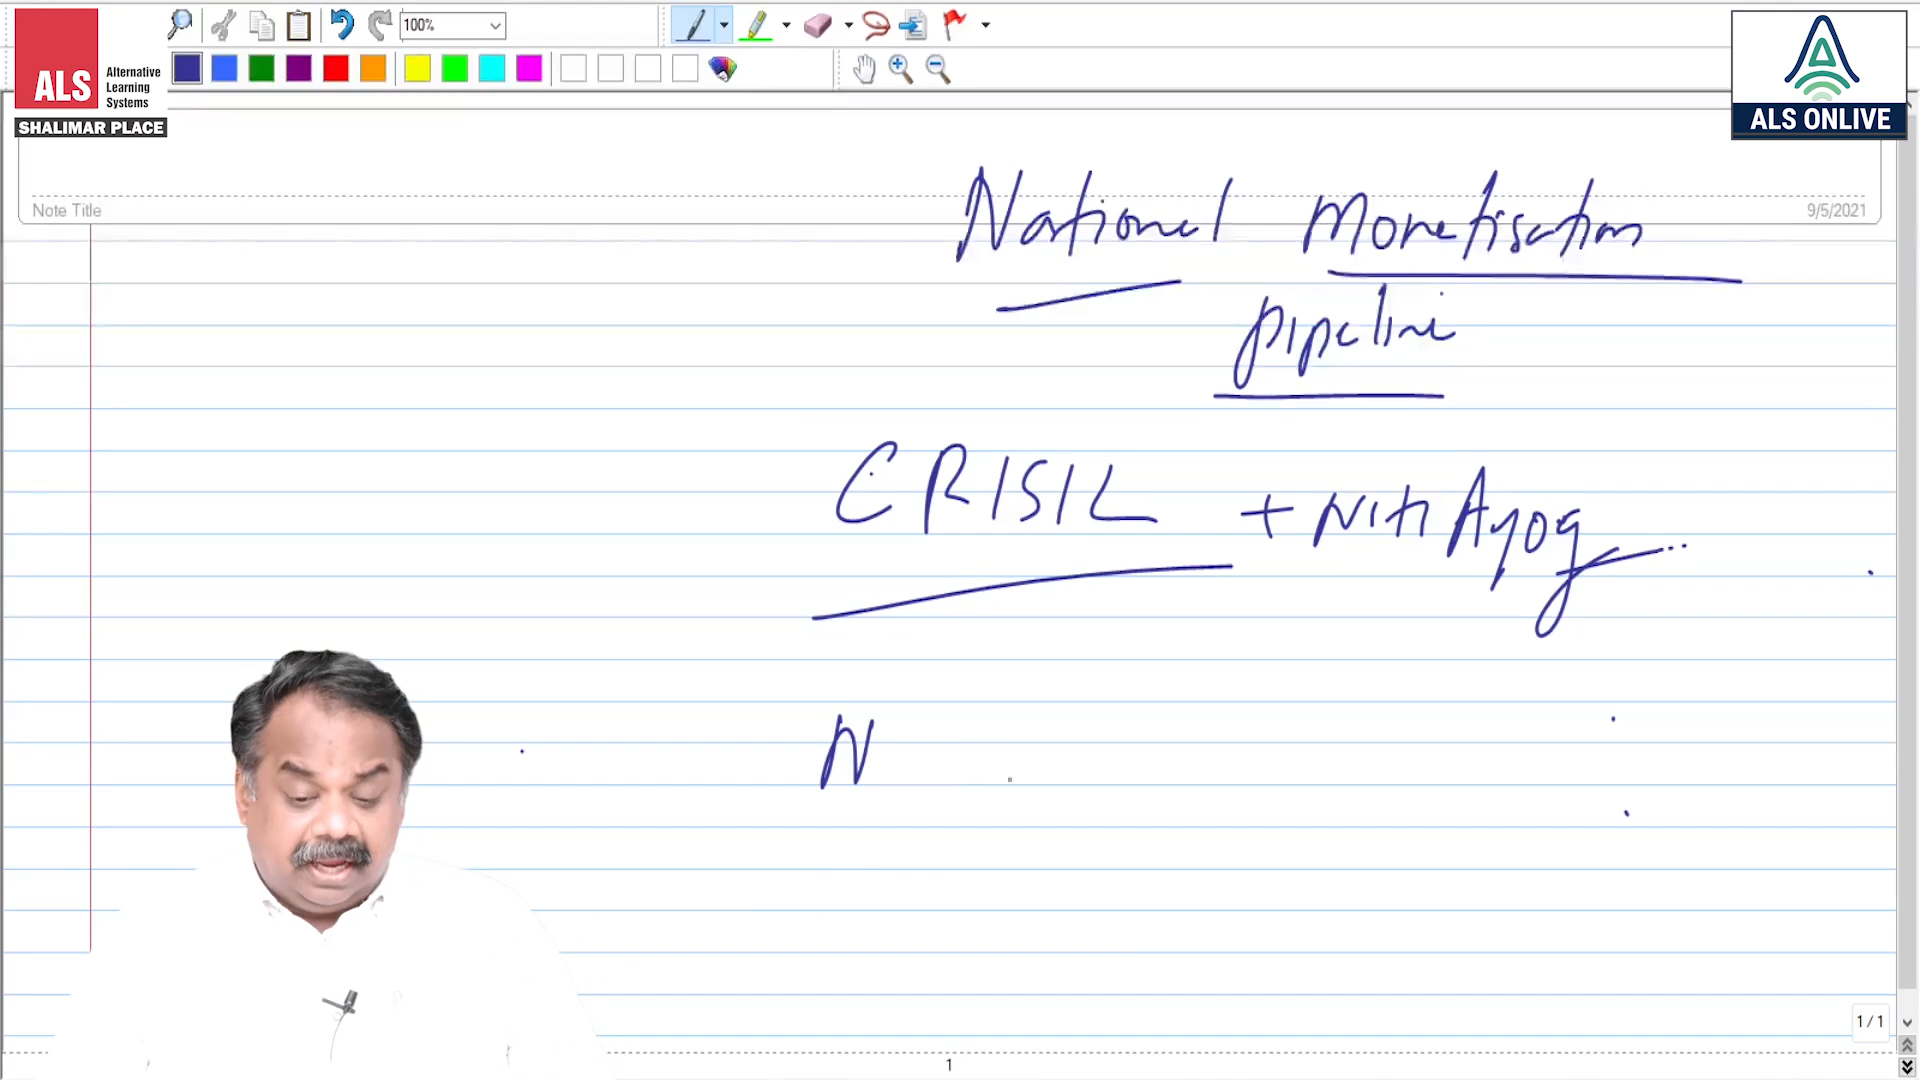 100%
ALS
Alternative
Learning
Systems
SHALIMAR PLACE
ALS ONLIVE
Note Title
9/5/2021
National Monetisation
pipeline
CRISIL + Niti Ayog
N
1 / 1
1